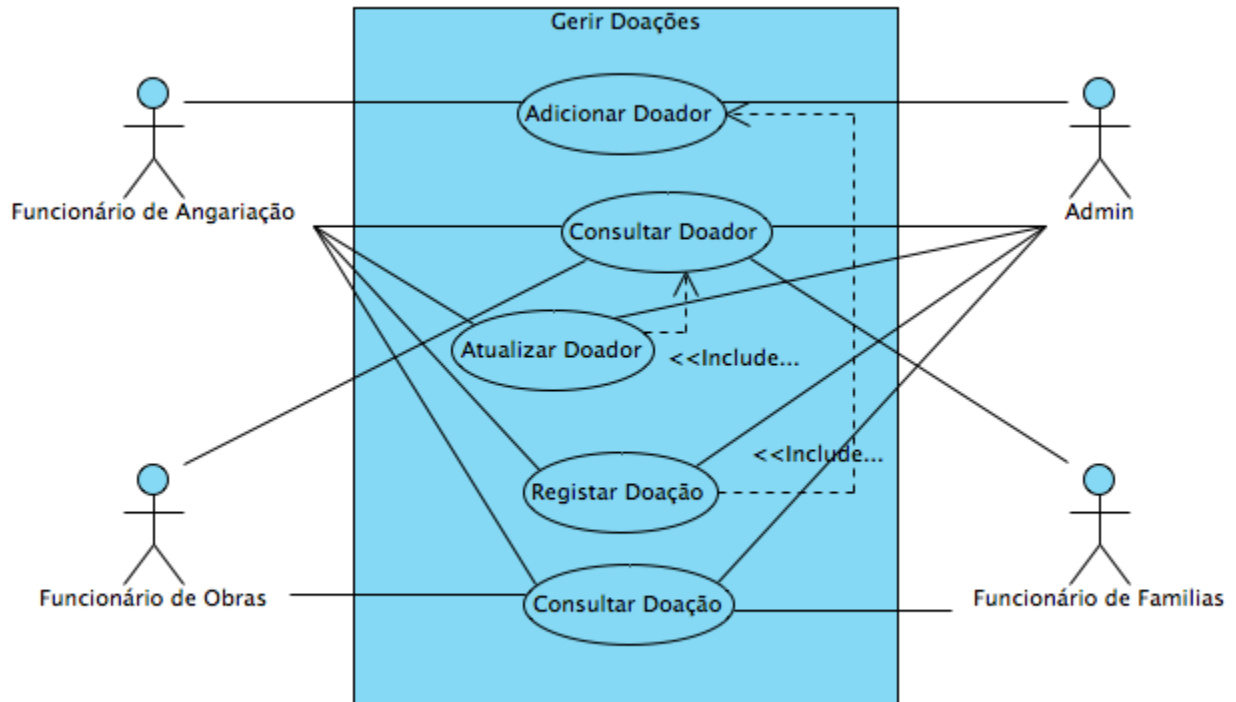 Gerir Doações
Adicionar Doador
Funcionário de Angariação
Admin
Consultar Doador
Atualizar Doador
<<Include...
<<Include...
Registar Doação
Funcionário de Obras
Consultar Doação
Funcionário de Familias